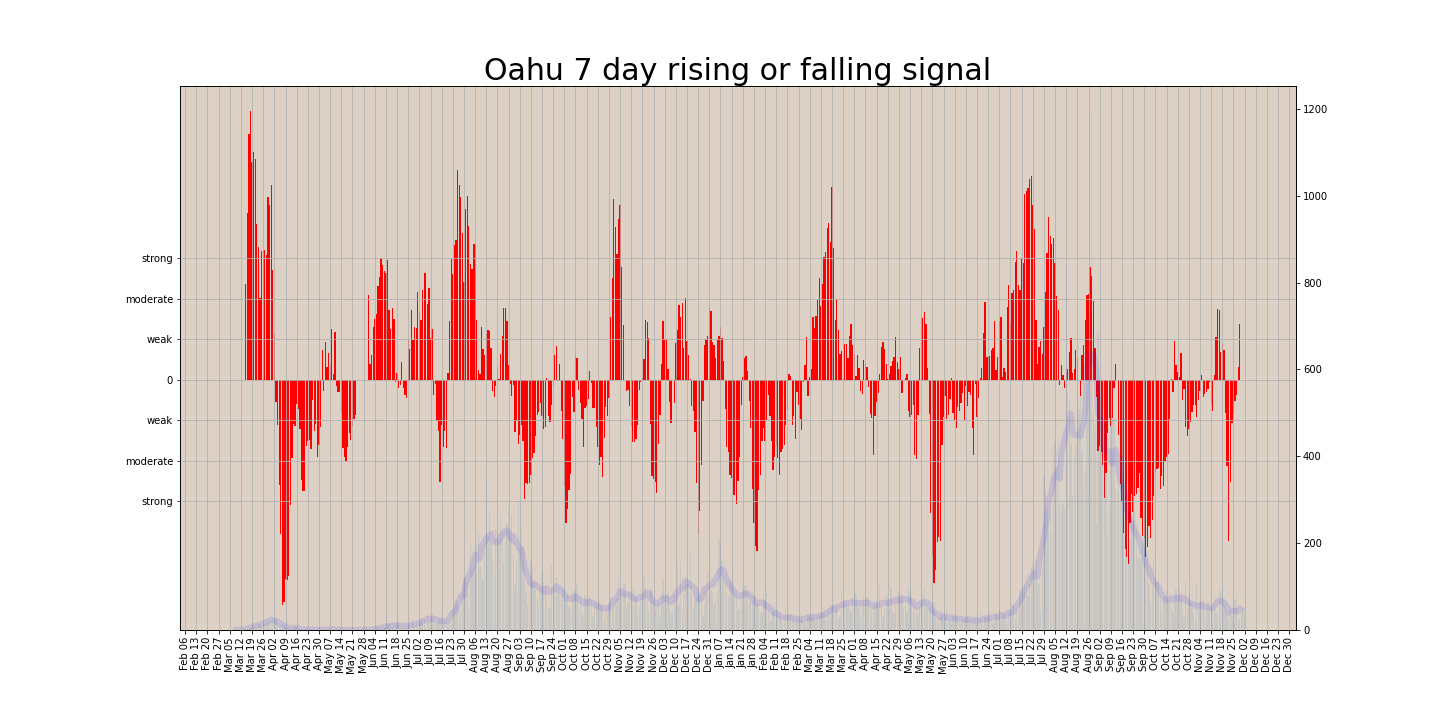 Oahu 7 day rising or falling signal
strong
moderate
weak
0
weak
moderate
strong
1200
1000
800
600
400
200
0
Feb 06
Feb 13
Feb 20
Feb 27
Mar 05
Mar 12
Mar 19
Mar 26
Apr 02
Apr 09
Apr 16
Apr 23
Apr 30
May 07
May 14
May 21
May 28
Jun 04
Jun 11
Jun 18
Jun 25
Jul 02
Jul 09
Jul 16
Jul 23
Jul 30
Aug 06
Aug 13
Aug 20
Aug 27
Sep 03
Sep 10
Sep 17
Sep 24
Oct 01
Oct 08
Oct 15
Oct 22
Oct 29
Nov 05
Nov 12
Nov 19
Nov 26
Dec 03
Dec 10
Dec 17
Dec 24
Dec 31
Jan 07
Jan 14
Jan 21
Jan 28
Feb 04
Feb 11
Feb 18
Feb 25
Mar 04
Mar 11
Mar 18
Mar 25
Apr 01
Apr 08
Apr 15
Apr 22
Apr 29
May 06
May 13
May 20
May 27
Jun 03
Jun 10
Jun 17
Jun 24
Jul 01
Jul 08
Jul 15
Jul 22
Jul 29
Aug 05
Aug 12
Aug 19
Aug 26
Sep 02
Sep 09
Sep 16
Sep 23
Sep 30
Oct 07
Oct 14
Oct 21
Oct 28
Nov 04
Nov 11
Nov 18
Nov 25
Dec 02
Dec 09
Dec 16
Dec 23
Dec 30